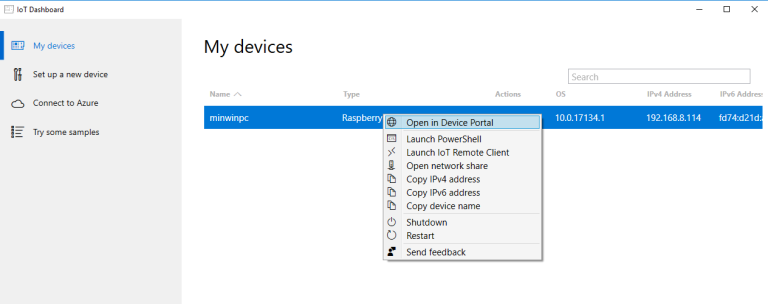 IoT Dashboard
My devices
Set up a new device
Connect to Azure
Try some samples
My devices
Search
Name Type Actions OS IPv4 Address IPv6 Address
minwinpc Raspberry 10.0.17134.1 192.168.8.114 fd74:d21d:
Open in Device Portal
Launch PowerShell
Launch IoT Remote Client
Open network share
Copy IPv4 address
Copy IPv6 address
Copy device name
Shutdown
Restart
Send feedback